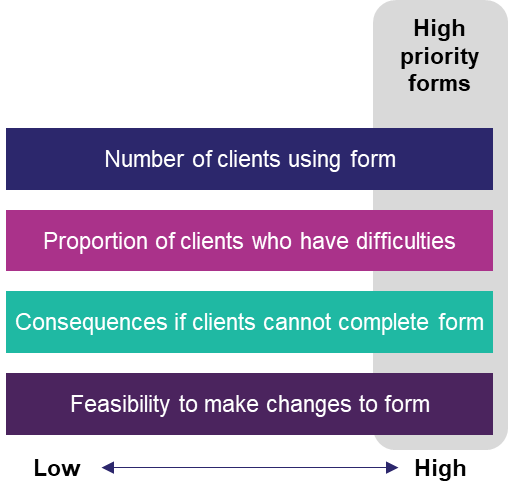 High
priority
forms
Number of clients using form
Proportion of clients who have difficulties
Consequences if clients cannot complete form
Feasibility to make changes to form
Low
High